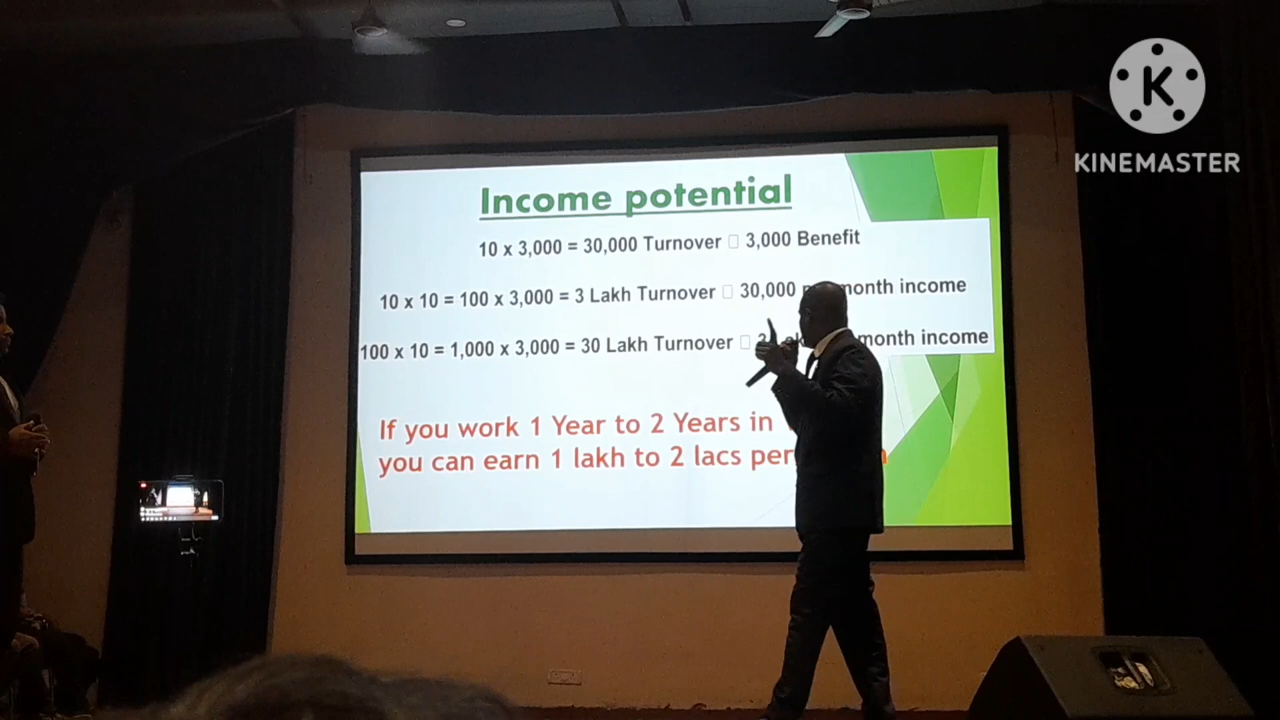 K
KINEMASTER
Income potential
10 x 3,000 = 30,000 Turnover 3,000 Benefit
10 x 10 = 100 x 3,000 = 3 Lakh Turnover 30,000 month income
100 x 10 = 1,000 x 3,000 = 30 Lakh Turnover month income
If you work 1 Year to 2 Years in
you can earn 1 lakh to 2 lacs per